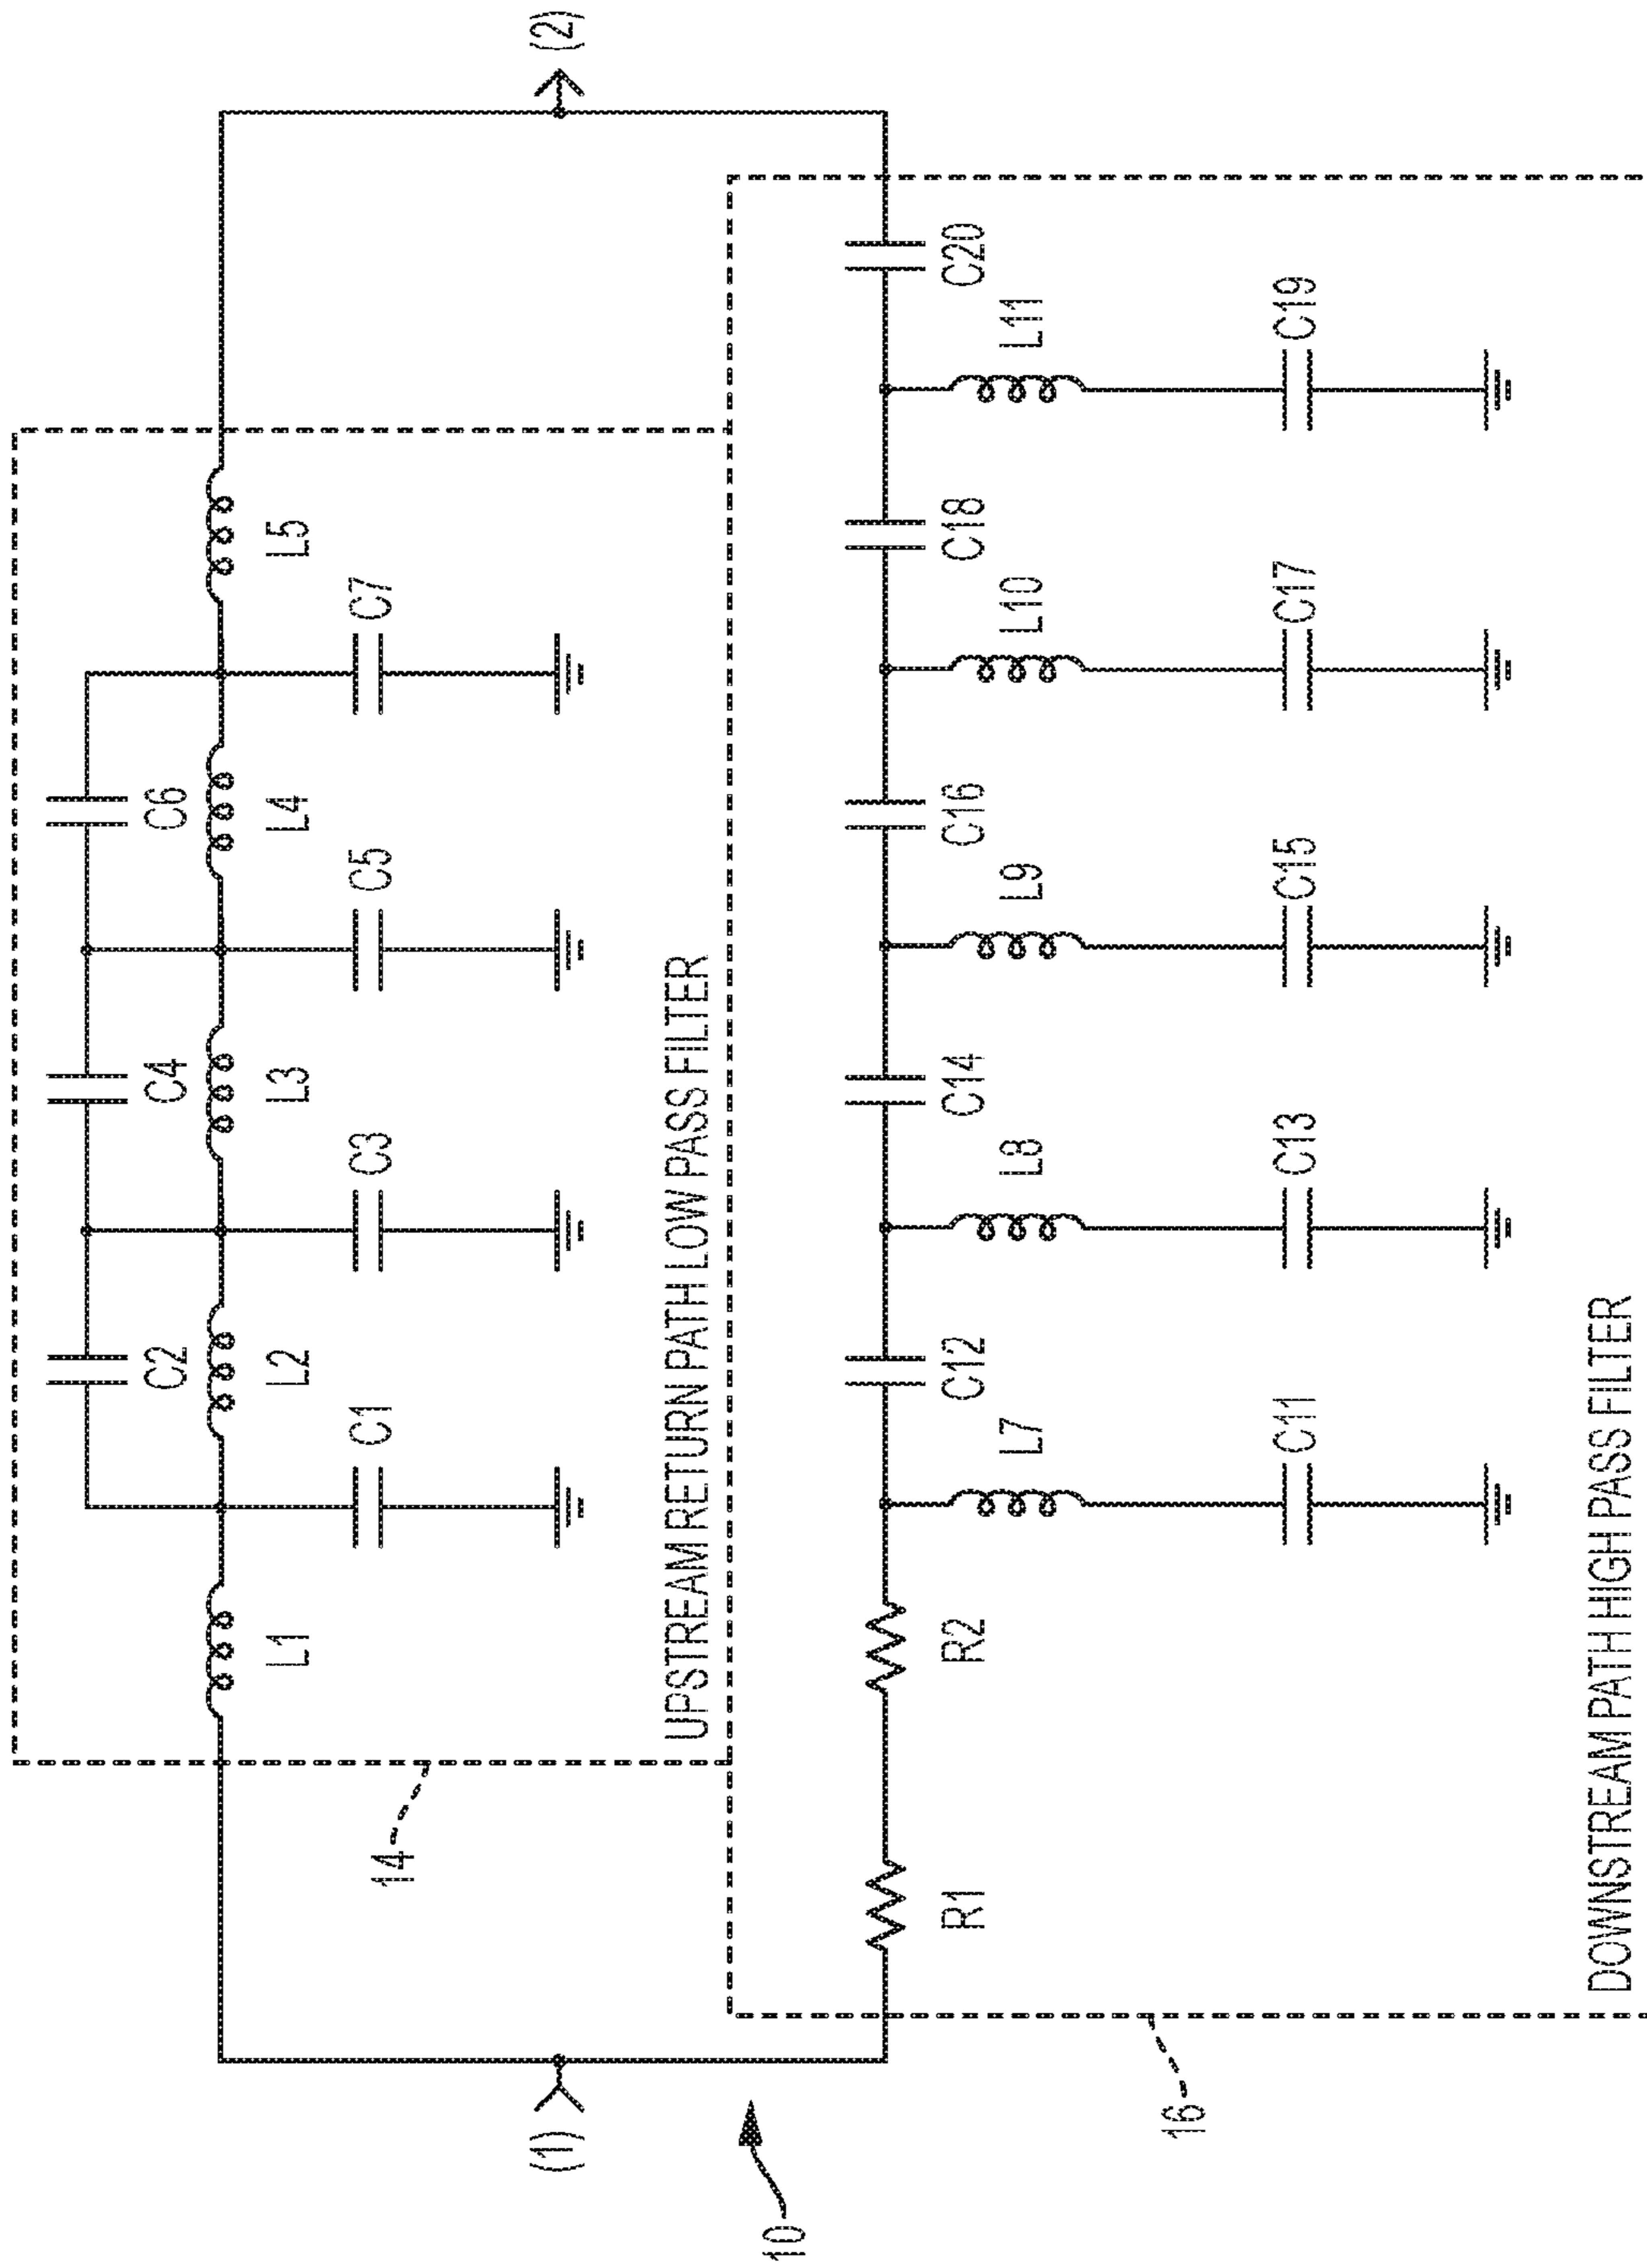 C2
C4
C6
L1
L2
L3
L4
L5
C1
C3
C5
C7
14
UPSTREAM RETURN PATH LOW PASS FILTER
(1)
(2)
10
R1
R2
C12
C14
C16
C18
C20
L7
L8
L9
L10
L11
16
C11
C13
C15
C17
C19
DOWNSTREAM PATH HIGH PASS FILTER